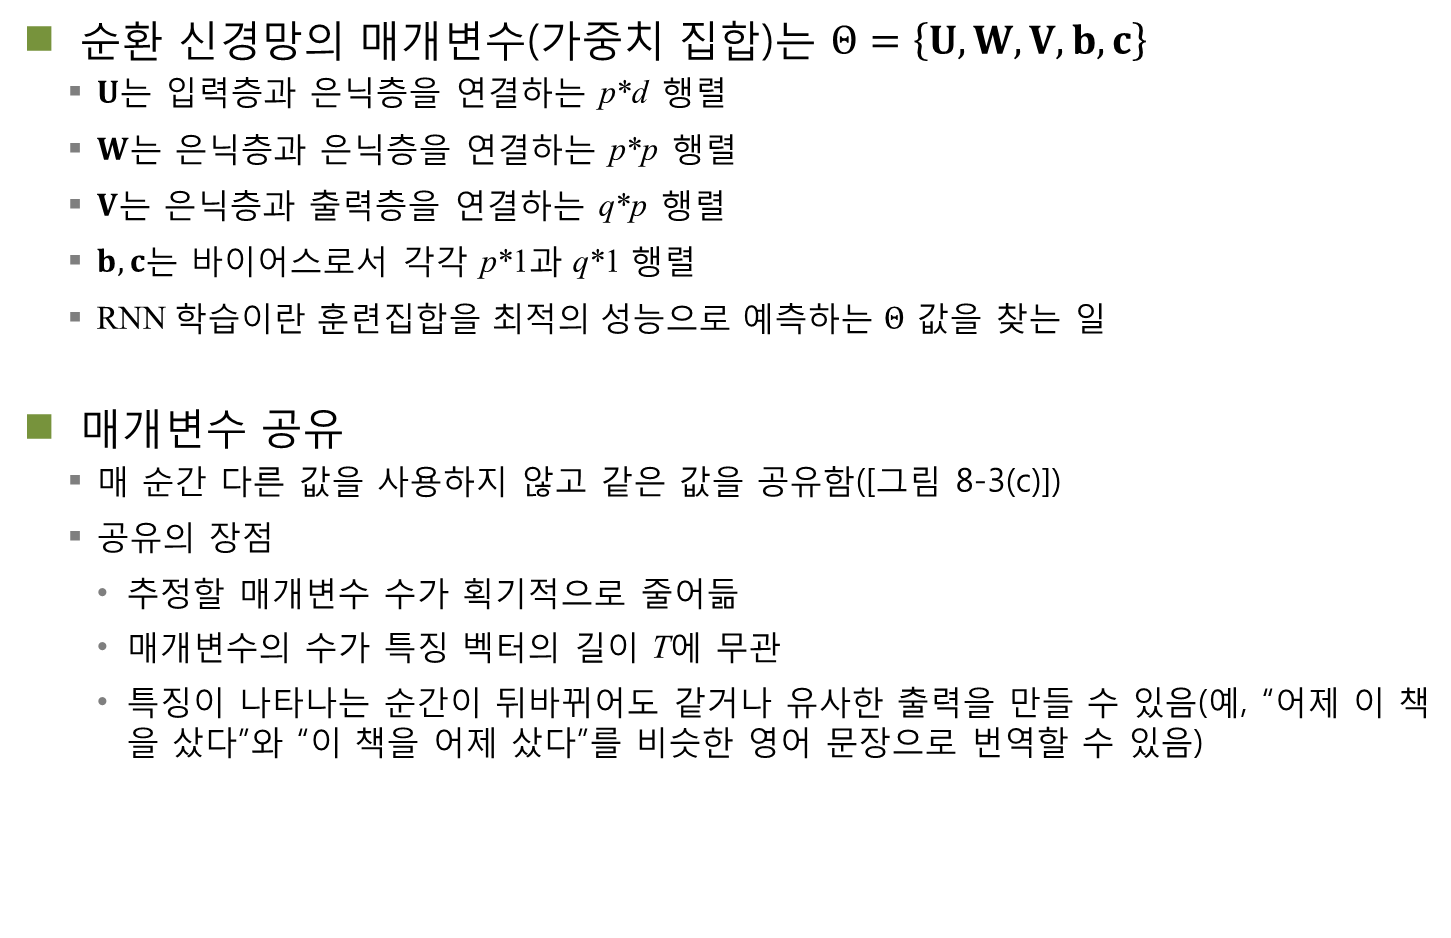 ■ 순환 신경망의 매개변수(가중치 집합)는 Θ = {U, W, V, b, c}
▪ U는 입력층과 은닉층을 연결하는 p*d 행렬
▪ W는 은닉층과 은닉층을 연결하는 p*p 행렬
▪ V는 은닉층과 출력층을 연결하는 q*p 행렬
▪ b, c는 바이어스로서 각각 p*1과 q*1 행렬
▪ RNN 학습이란 훈련집합을 최적의 성능으로 예측하는 Θ 값을 찾는 일
■ 매개변수 공유
▪ 매 순간 다른 값을 사용하지 않고 같은 값을 공유함([그림 8-3(c)])
▪ 공유의 장점
• 추정할 매개변수 수가 획기적으로 줄어듦
• 매개변수의 수가 특징 벡터의 길이 T에 무관
• 특징이 나타나는 순간이 뒤바뀌어도 같거나 유사한 출력을 만들 수 있음(예, “어제 이 책
을 샀다”와 “이 책을 어제 샀다”를 비슷한 영어 문장으로 번역할 수 있음)